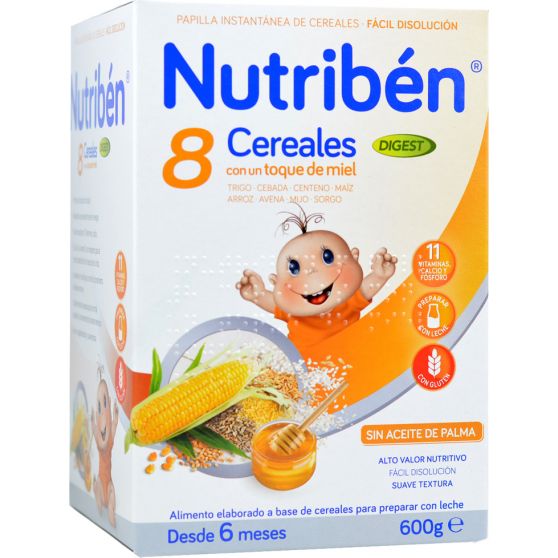 PAPILLA INSTANTÁNEA DE CEREALES · FÁCIL DISOLUCIÓN
Nutribén®
8 Cereales DIGEST
con un toque de miel
TRIGO · CEBADA · CENTENO · MAÍZ
ARROZ · AVENA · MIJO · SORGO
11
VITAMINAS,
CALCIO Y
FÓSFORO
PREPARAR
CON LECHE
CON GLUTEN
SIN ACEITE DE PALMA
ALTO VALOR NUTRITIVO
FÁCIL DISOLUCIÓN
SUAVE TEXTURA
Alimento elaborado a base de cereales para preparar con leche
Desde 6 meses
600g ℮
Nutribén
8 Cereales